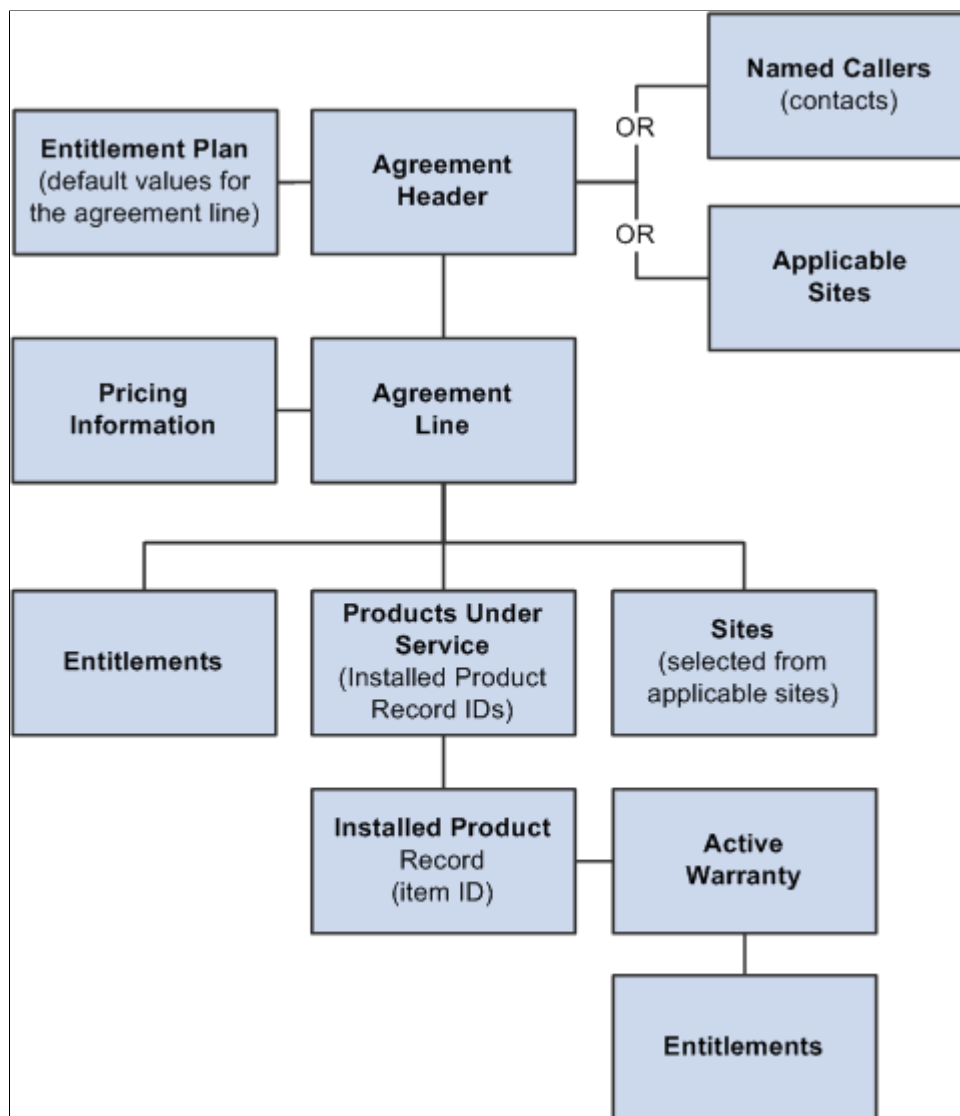 Named Callers
(contacts)
OR
Entitlement Plan
(default values for
the agreement line)
Agreement
Header
OR
Applicable
Sites
Pricing
Information
Agreement
Line
Entitlements
Products Under
Service
(Installed Product
Record IDs)
Sites
(selected from
applicable sites)
Installed Product
Record
(item ID)
Active
Warranty
Entitlements